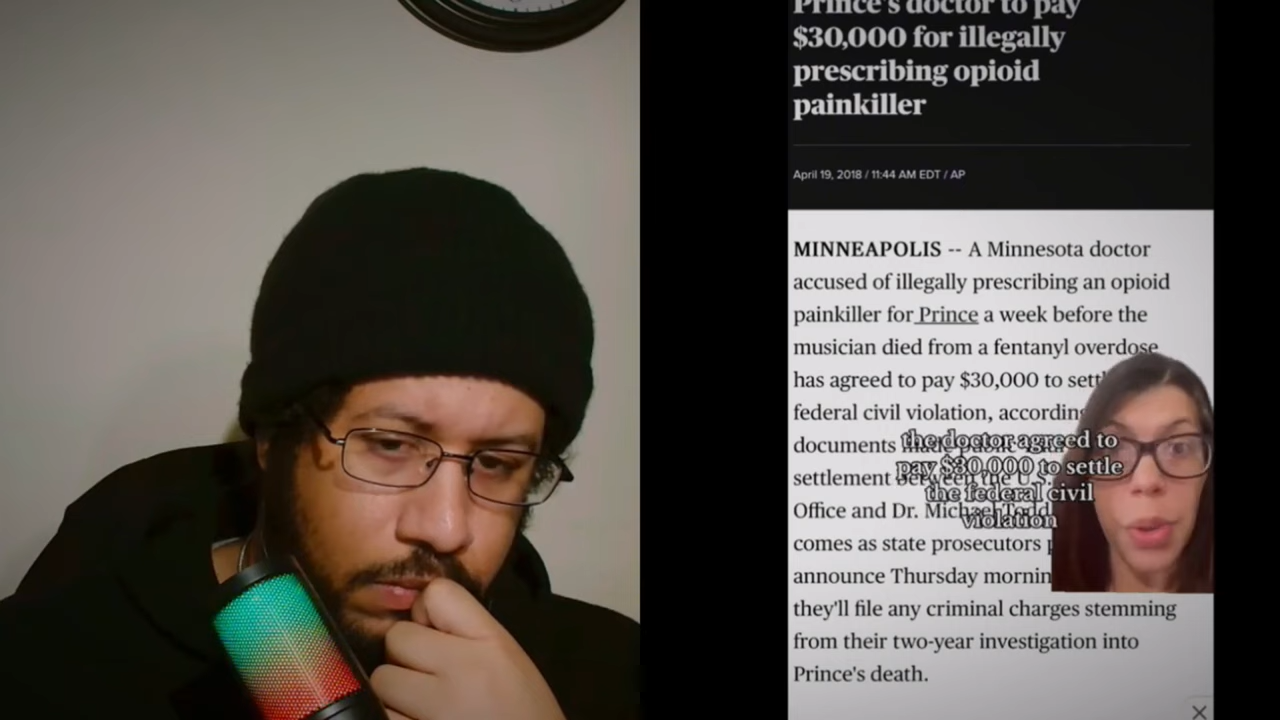 Prince's doctor to pay
$30,000 for illegally
prescribing opioid
painkiller
April 19, 2018 / 11:44 AM EDT / AP
MINNEAPOLIS -- A Minnesota doctor
accused of illegally prescribing an opioid
painkiller for Prince a week before the
musician died from a fentanyl overdose
has agreed to pay $30,000 to
federal civil violation,
documents
settlement between the U.S.
Office and Dr. Michael
comes as state prosecutors
announce Thursday
they'll file any criminal charges stemming
from their two-year investigation into
Prince's death.
the doctor agreed to
pay $30,000 to settle
the federal civil
violation